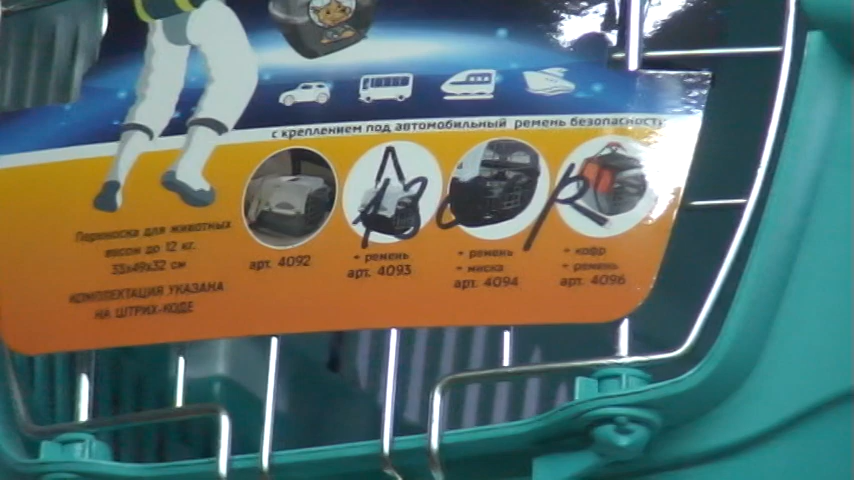 с креплением под автомобильный ремень безопасности
Переноска для животных
весом до 12 кг.
33х49х32 см
КОМПЛЕКТАЦИЯ УКАЗАНА
НА ШТРИХ-КОДЕ
арт. 4092
+ ремень
арт. 4093
+ ремень
+ миска
арт. 4094
+ кофр
+ ремень
арт. 4096